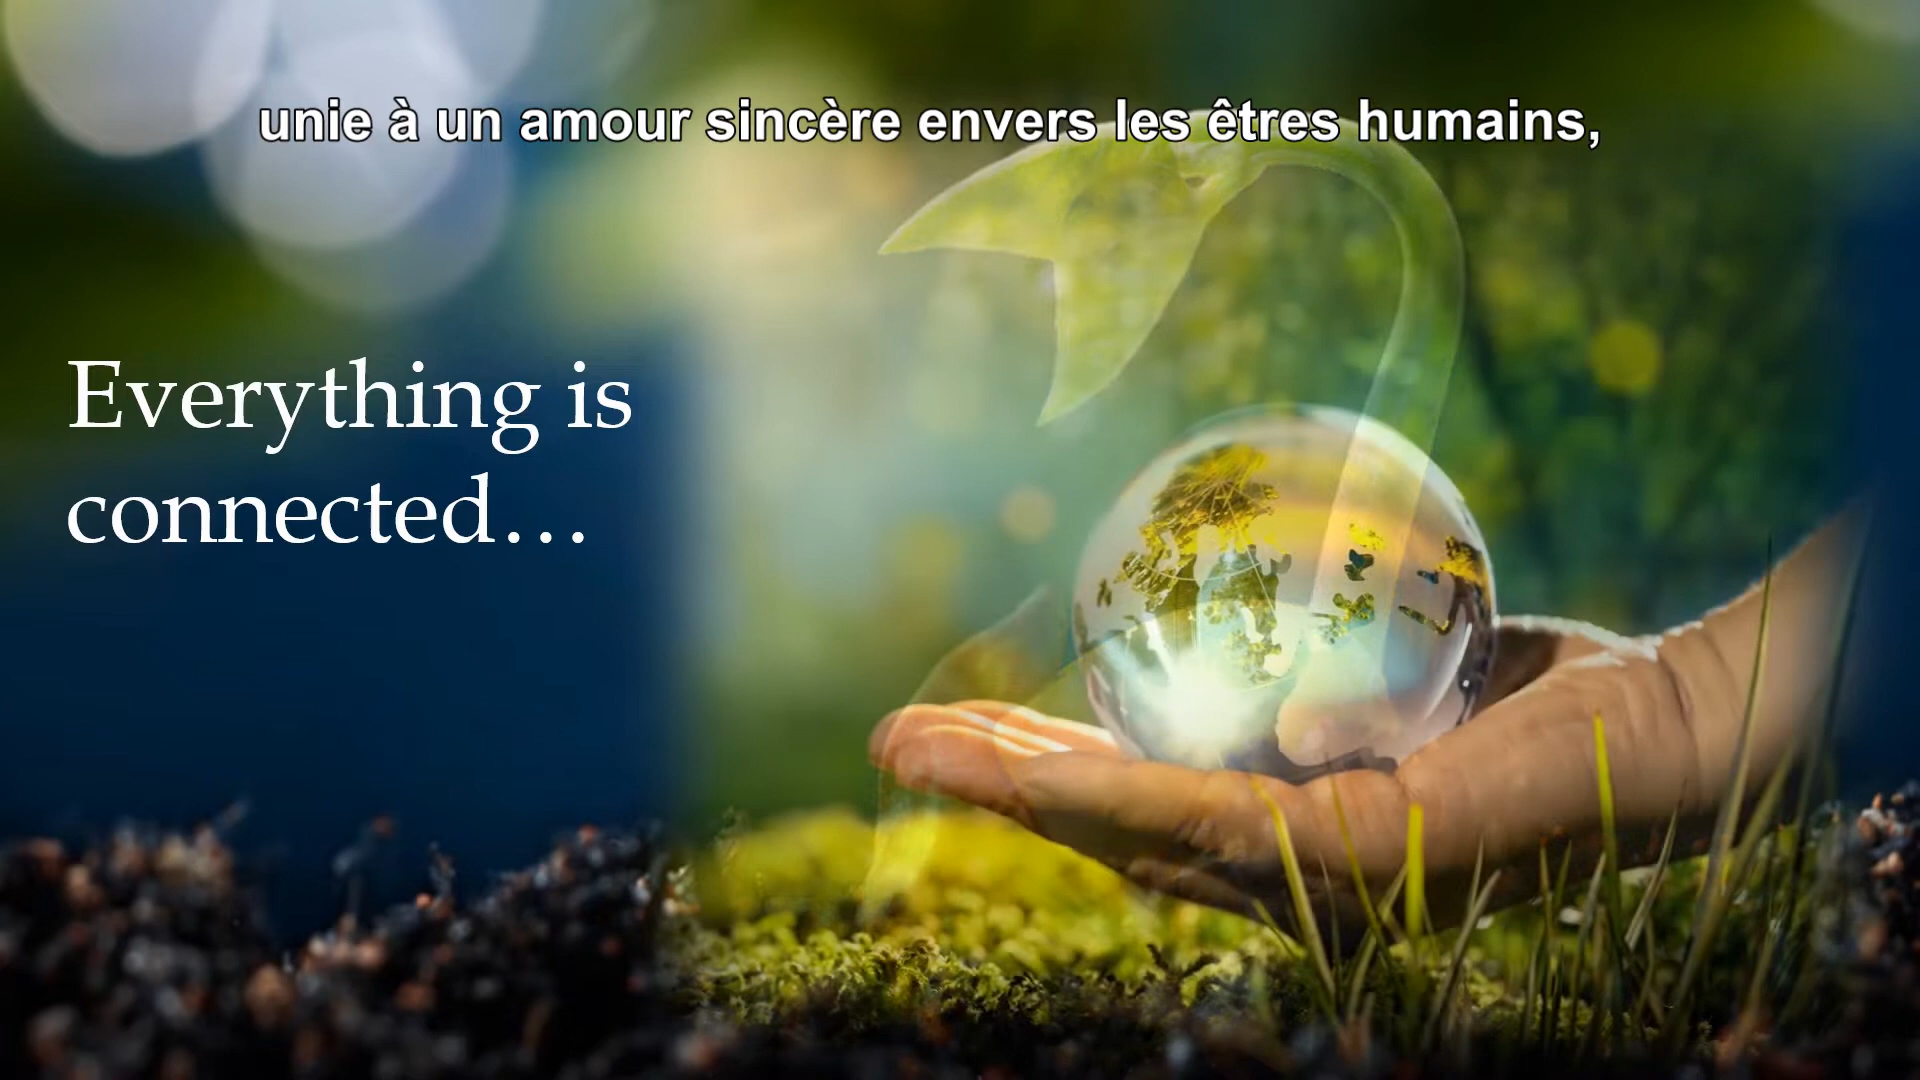 unie à un amour sincère envers les êtres humains,
Everything is
connected…